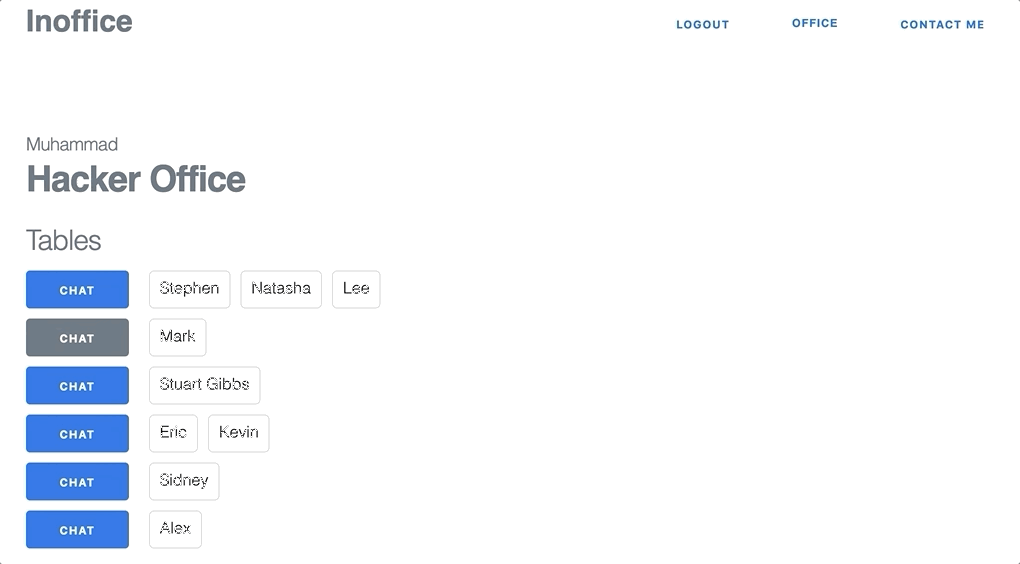 Inoffice LOGOUT OFFICE CONTACT ME
Muhammad
Hacker Office
Tables
CHAT Stephen Natasha Lee
CHAT Mark
CHAT Stuart Gibbs
CHAT Eric Kevin
CHAT Sidney
CHAT Alex